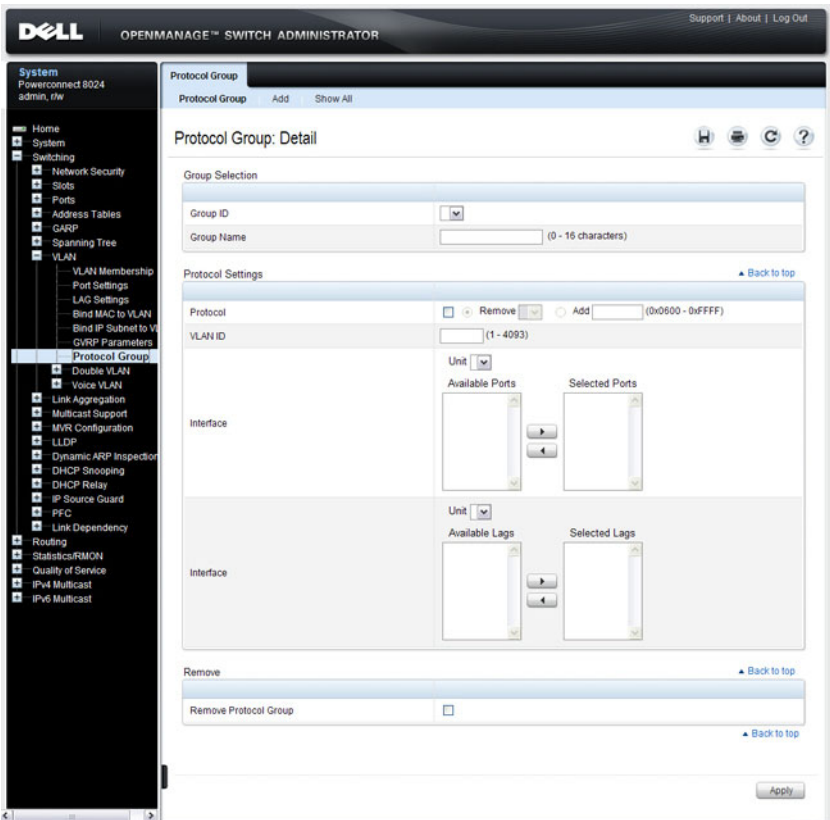 Support | About | Log Out
DELL
OPENMANAGE™ SWITCH ADMINISTRATOR
System
Powerconnect 8024
admin, r/w
Home
System
Switching
Network Security
Slots
Ports
Address Tables
GARP
Spanning Tree
VLAN
VLAN Membership
Port Settings
LAG Settings
Bind MAC to VLAN
Bind IP Subnet to VL
GVRP Parameters
Protocol Group
Double VLAN
Voice VLAN
Link Aggregation
Multicast Support
MVR Configuration
LLDP
Dynamic ARP Inspection
DHCP Snooping
DHCP Relay
IP Source Guard
PFC
Link Dependency
Routing
Statistics/RMON
Quality of Service
IPv4 Multicast
IPv6 Multicast
Protocol Group
Protocol Group Add Show All
Protocol Group: Detail
Group Selection
Group ID
Group Name (0 - 16 characters)
Protocol Settings Back to top
Protocol Remove Add (0x0600 - 0xFFFF)
VLAN ID (1 - 4093)
Unit
Available Ports Selected Ports
Interface
Unit
Available Lags Selected Lags
Interface
Remove Back to top
Remove Protocol Group
Back to top
Apply